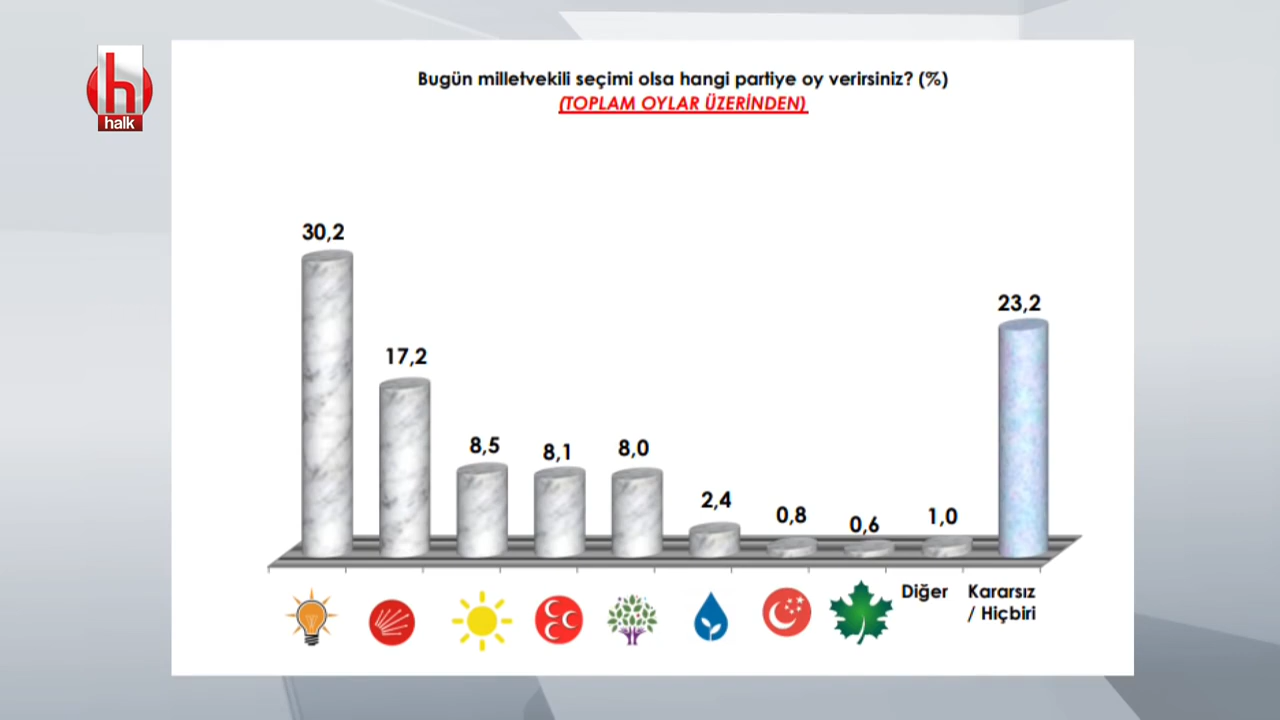 h
halk
Bugün milletvekili seçimi olsa hangi partiye oy verirsiniz? (%)
(TOPLAM OYLAR ÜZERİNDEN)
30,2
17,2
8,5
8,1
8,0
2,4
0,8
0,6
1,0
23,2
Diğer
Kararsız
/ Hiçbiri